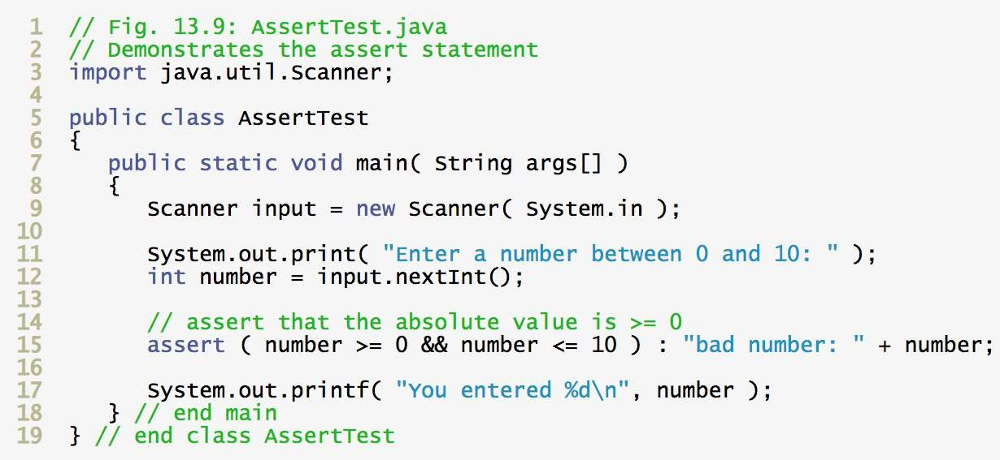 1 // Fig. 13.9: AssertTest.java
2 // Demonstrates the assert statement
3 import java.util.Scanner;
4
5 public class AssertTest
6 {
7    public static void main( String args[] )
8    {
9       Scanner input = new Scanner( System.in );
10
11       System.out.print( "Enter a number between 0 and 10: " );
12       int number = input.nextInt();
13
14       // assert that the absolute value is >= 0
15       assert ( number >= 0 && number <= 10 ) : "bad number: " + number;
16
17       System.out.printf( "You entered %d\n", number );
18    } // end main
19 } // end class AssertTest